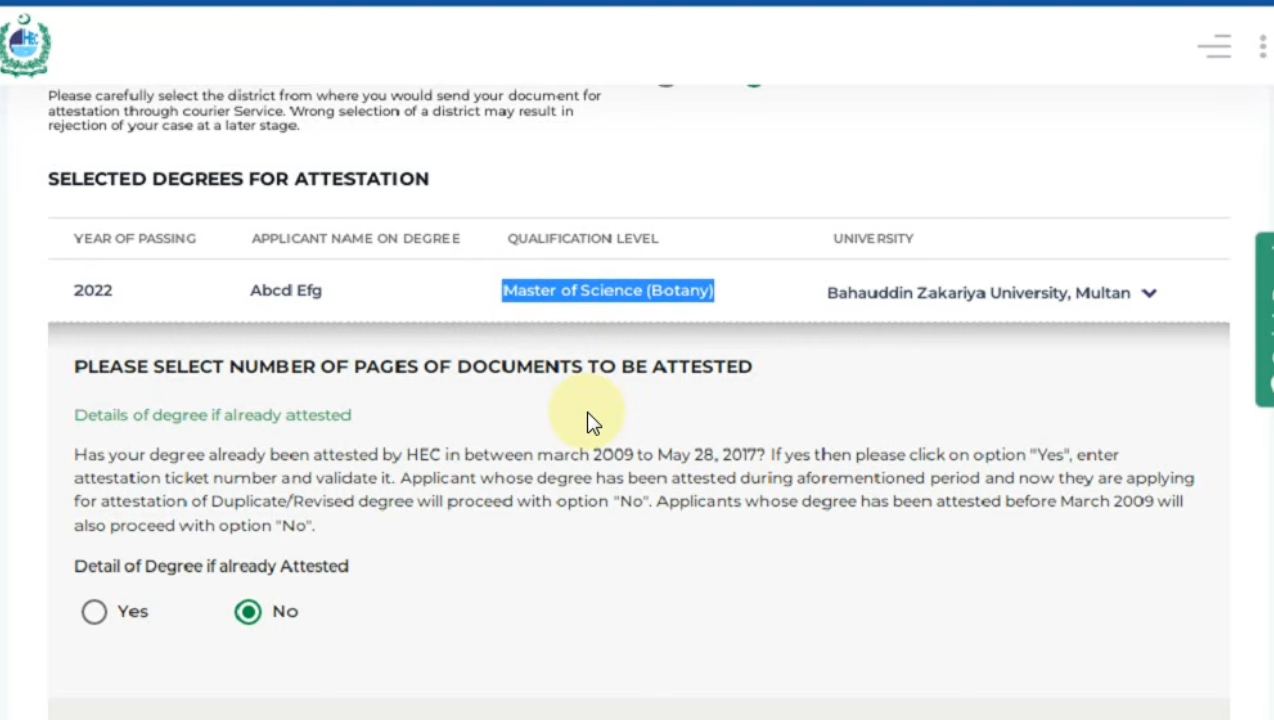 HEC
Please carefully select the district from where you would send your document for
attestation through courier Service. Wrong selection of a district may result in
rejection of your case at a later stage.
SELECTED DEGREES FOR ATTESTATION
YEAR OF PASSING APPLICANT NAME ON DEGREE QUALIFICATION LEVEL UNIVERSITY
2022 Abcd Efg Master of Science (Botany) Bahauddin Zakariya University, Multan
PLEASE SELECT NUMBER OF PAGES OF DOCUMENTS TO BE ATTESTED
Details of degree if already attested
Has your degree already been attested by HEC in between march 2009 to May 28, 2017? If yes then please click on option "Yes", enter
attestation ticket number and validate it. Applicant whose degree has been attested during aforementioned period and now they are applying
for attestation of Duplicate/Revised degree will proceed with option "No". Applicants whose degree has been attested before March 2009 will
also proceed with option "No".
Detail of Degree if already Attested
Yes No